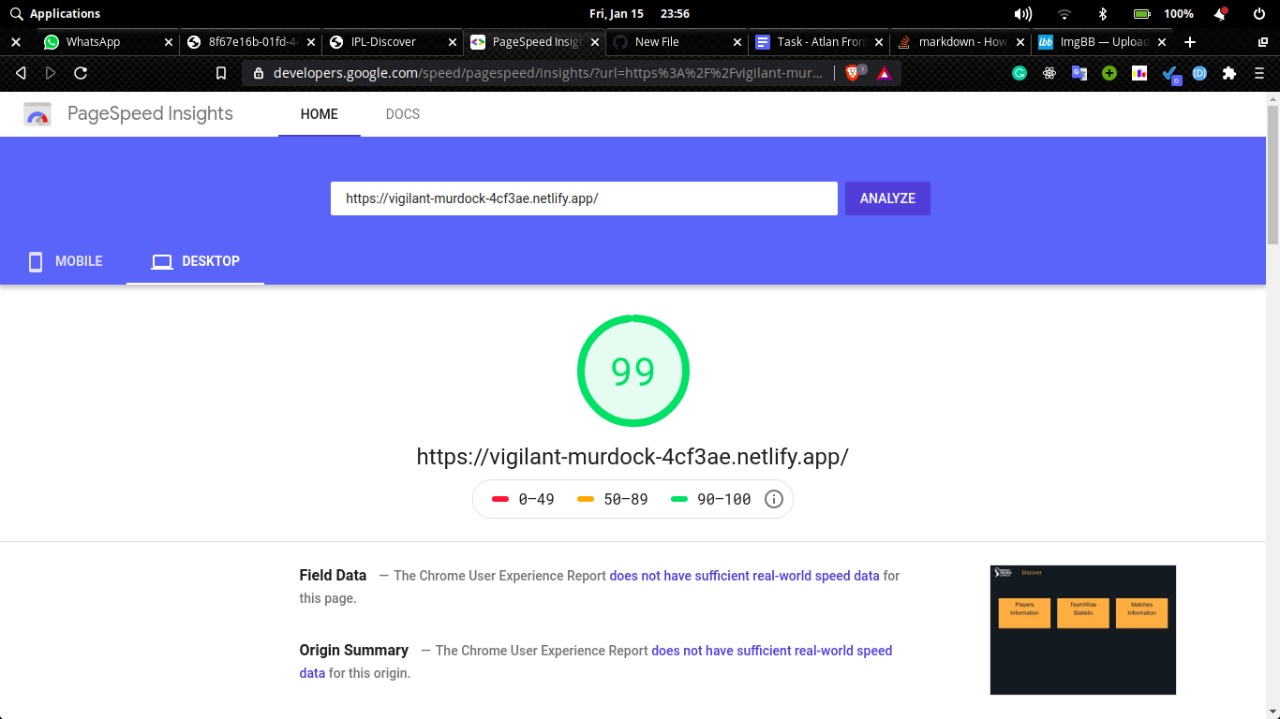 Applications
Fri, Jan 15 23:56
100%
WhatsApp
8f67e16b-01fd-4
IPL-Discover
PageSpeed Insig
New File
Task - Atlan Fron
markdown - How
ImgBB — Upload
developers.google.com/speed/pagespeed/insights/?url=https%3A%2F%2Fvigilant-mur...
PageSpeed Insights
HOME
DOCS
https://vigilant-murdock-4cf3ae.netlify.app/
ANALYZE
MOBILE
DESKTOP
99
https://vigilant-murdock-4cf3ae.netlify.app/
0–49
50–89
90–100
Field Data — The Chrome User Experience Report does not have sufficient real-world speed data for
this page.
Origin Summary — The Chrome User Experience Report does not have sufficient real-world speed
data for this origin.
Discover
Players
Information
TeamWise
Statistic
Matches
Information